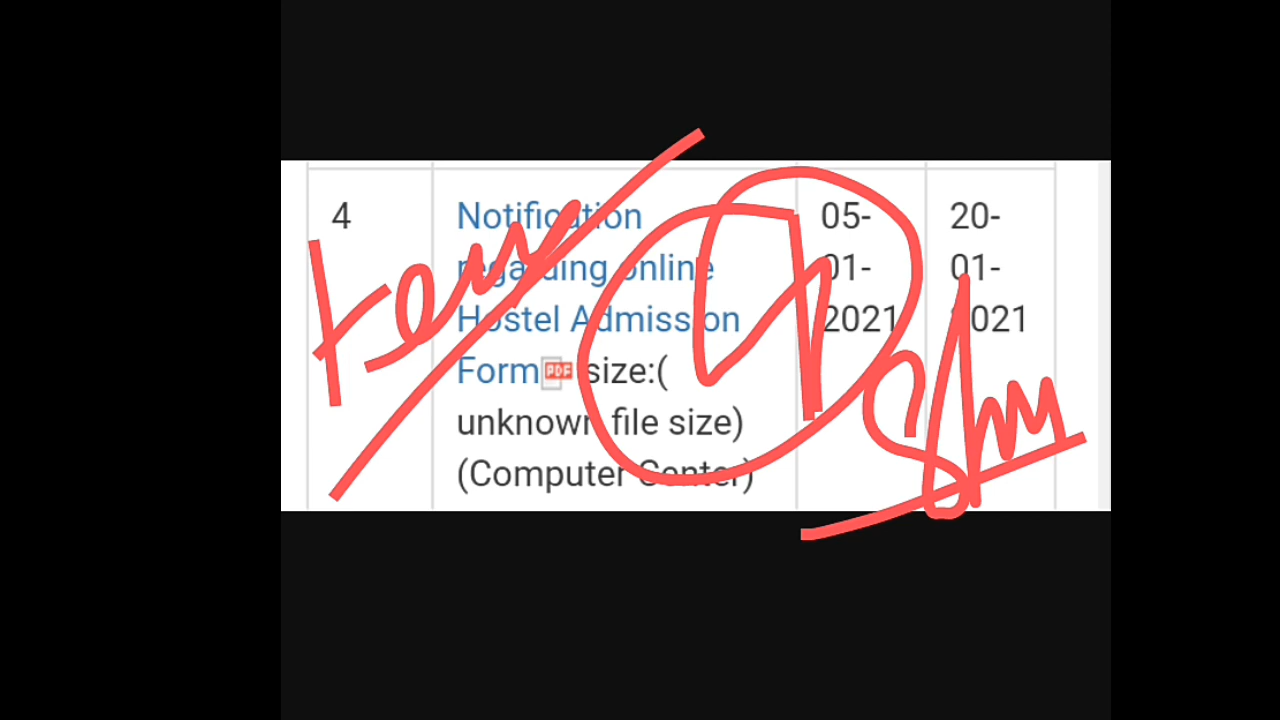 4
Notification
regarding online
Hostel Admission
Form PDF size:(
unknown file size)
(Computer Center)
05-
01-
2021
20-
01-
2021